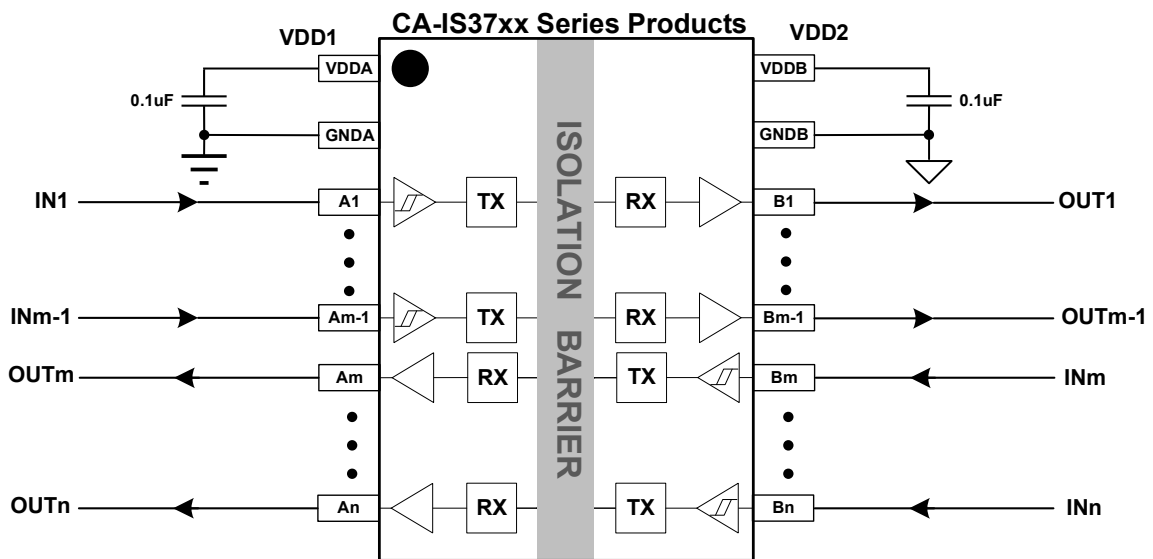 CA-IS37xx Series Products
VDD1
VDD2
VDDA
VDDB
0.1uF
0.1uF
GNDA
GNDB
ISOLATION BARRIER
IN1
A1
TX
RX
B1
OUT1
INm-1
Am-1
TX
RX
Bm-1
OUTm-1
OUTm
Am
RX
TX
Bm
INm
OUTn
An
RX
TX
Bn
INn